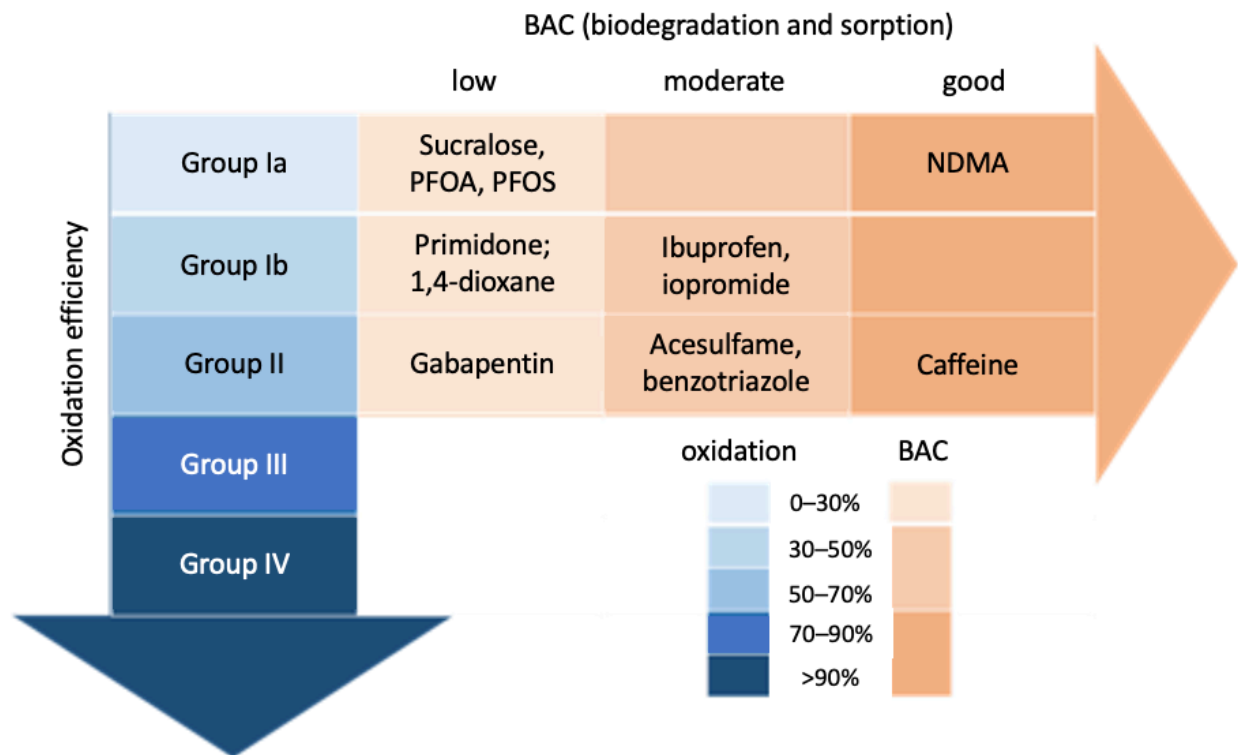 BAC (biodegradation and sorption)
low moderate good
Oxidation efficiency
Group Ia
Sucralose,
PFOA, PFOS
NDMA
Group Ib
Primidone;
1,4-dioxane
Ibuprofen,
iopromide
Group II
Gabapentin
Acesulfame,
benzotriazole
Caffeine
Group III
Group IV
oxidation BAC
0–30%
30–50%
50–70%
70–90%
>90%